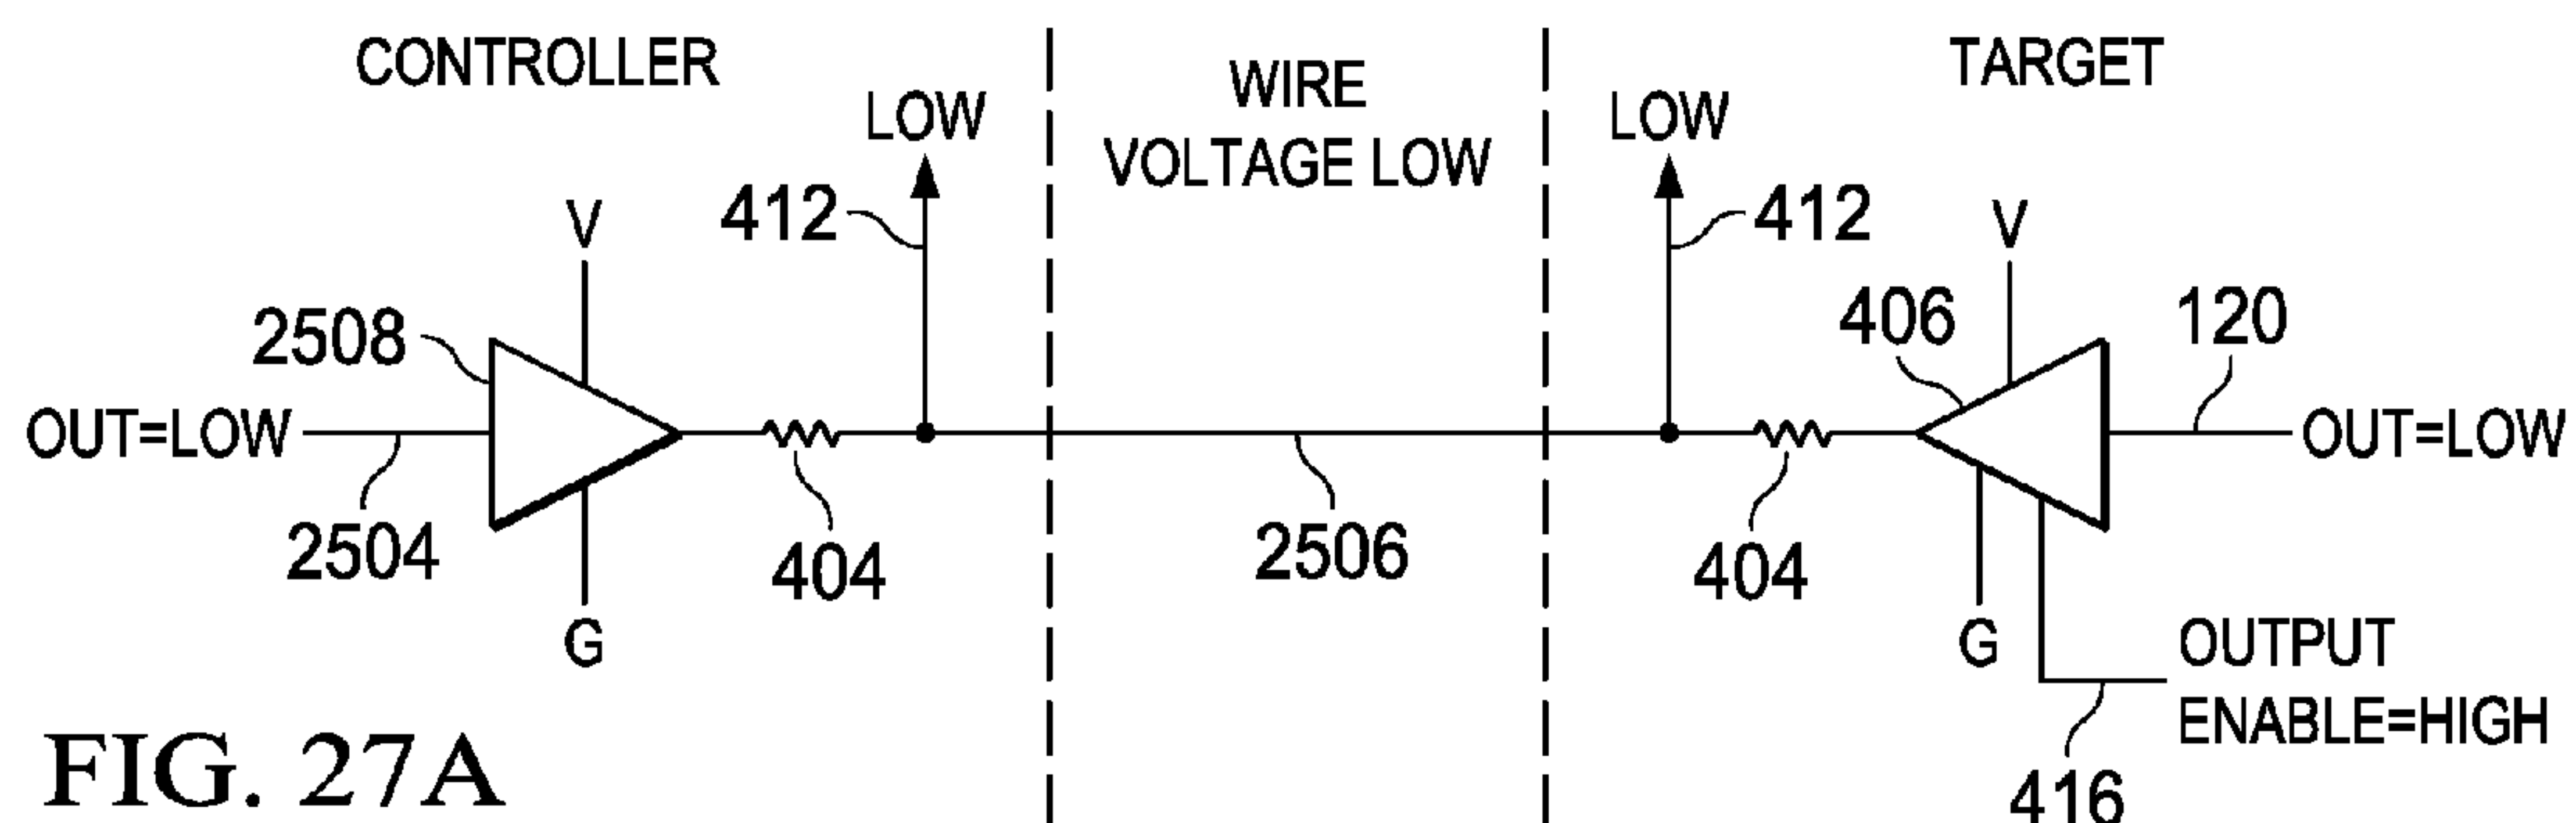 CONTROLLER
WIRE
VOLTAGE LOW
TARGET
LOW
LOW
412
412
V
V
2508
406
120
OUT=LOW
OUT=LOW
2504
404
2506
404
G
G
OUTPUT
ENABLE=HIGH
416
FIG. 27A